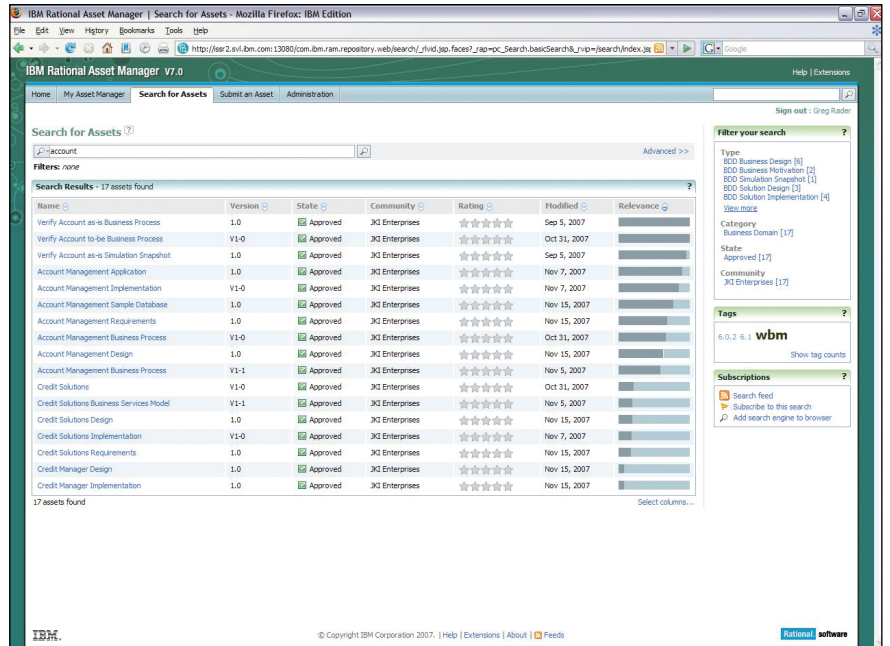 IBM Rational Asset Manager | Search for Assets - Mozilla Firefox: IBM Edition
File Edit View History Bookmarks Tools Help
http://issr2.svl.ibm.com:13080/com.ibm.ram.repository.web/search/_rlvid.jsp.faces?_rap=pc_Search.basicSearch&_rvip=/search/index.jsp
Google
IBM Rational Asset Manager V7.0
Help | Extensions
Home My Asset Manager Search for Assets Submit an Asset Administration
Sign out : Greg Rader
Search for Assets ?
account
Advanced >>
Filters: none
Search Results - 17 assets found ?
Name Version State Community Rating Modified Relevance
Verify Account as-is Business Process 1.0 Approved JKI Enterprises Sep 5, 2007
Verify Account to-be Business Process V1-0 Approved JKI Enterprises Oct 31, 2007
Verify Account as-is Simulation Snapshot 1.0 Approved JKI Enterprises Sep 5, 2007
Account Management Application 1.0 Approved JKI Enterprises Nov 7, 2007
Account Management Implementation V1-0 Approved JKI Enterprises Nov 7, 2007
Account Management Sample Database 1.0 Approved JKI Enterprises Nov 15, 2007
Account Management Requirements 1.0 Approved JKI Enterprises Nov 15, 2007
Account Management Business Process V1-0 Approved JKI Enterprises Oct 31, 2007
Account Management Design 1.0 Approved JKI Enterprises Nov 15, 2007
Account Management Business Process V1-1 Approved JKI Enterprises Nov 5, 2007
Credit Solutions V1-0 Approved JKI Enterprises Oct 31, 2007
Credit Solutions Business Services Model V1-1 Approved JKI Enterprises Nov 5, 2007
Credit Solutions Design 1.0 Approved JKI Enterprises Nov 15, 2007
Credit Solutions Implementation V1-0 Approved JKI Enterprises Nov 7, 2007
Credit Solutions Requirements 1.0 Approved JKI Enterprises Nov 15, 2007
Credit Manager Design 1.0 Approved JKI Enterprises Nov 15, 2007
Credit Manager Implementation 1.0 Approved JKI Enterprises Nov 15, 2007
17 assets found
Select columns...
Filter your search ?
Type
BDD Business Design [6]
BDD Business Motivation [2]
BDD Simulation Snapshot [1]
BDD Solution Design [3]
BDD Solution Implementation [4]
View more
Category
Business Domain [17]
State
Approved [17]
Community
JKI Enterprises [17]
Tags ?
6.0.2 6.1 wbm
Show tag counts
Subscriptions ?
Search feed
Subscribe to this search
Add search engine to browser
IBM.
© Copyright IBM Corporation 2007. | Help | Extensions | About | Feeds
Rational. software